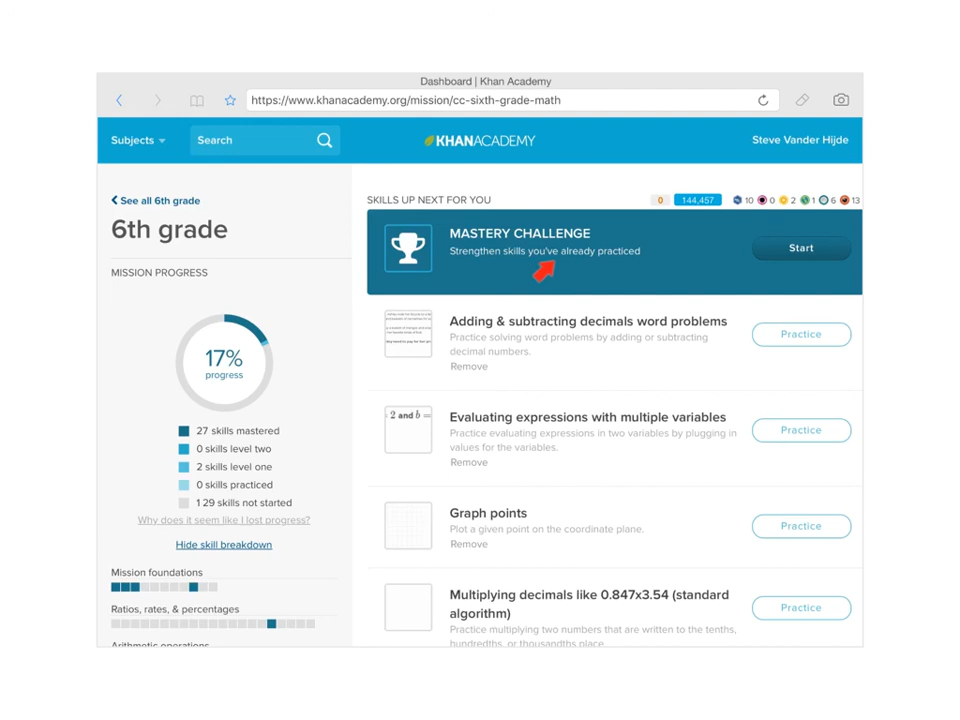 Dashboard | Khan Academy
https://www.khanacademy.org/mission/cc-sixth-grade-math
Subjects
Search
KHANACADEMY
Steve Vander Hijde
See all 6th grade
6th grade
MISSION PROGRESS
17%
progress
27 skills mastered
0 skills level two
2 skills level one
0 skills practiced
129 skills not started
Why does it seem like I lost progress?
Hide skill breakdown
Mission foundations
Ratios, rates, & percentages
Arithmetic operations
SKILLS UP NEXT FOR YOU
0 144,457 10 0 2 1 6 13
MASTERY CHALLENGE
Strengthen skills you've already practiced
Start
Adding & subtracting decimals word problems
Practice solving word problems by adding or subtracting
decimal numbers.
Remove
Practice
2 and b =
Evaluating expressions with multiple variables
Practice evaluating expressions in two variables by plugging in
values for the variables.
Remove
Practice
Graph points
Plot a given point on the coordinate plane.
Remove
Practice
Multiplying decimals like 0.847x3.54 (standard
algorithm)
Practice multiplying two numbers that are written to the tenths,
hundredths, or thousandths place.
Practice